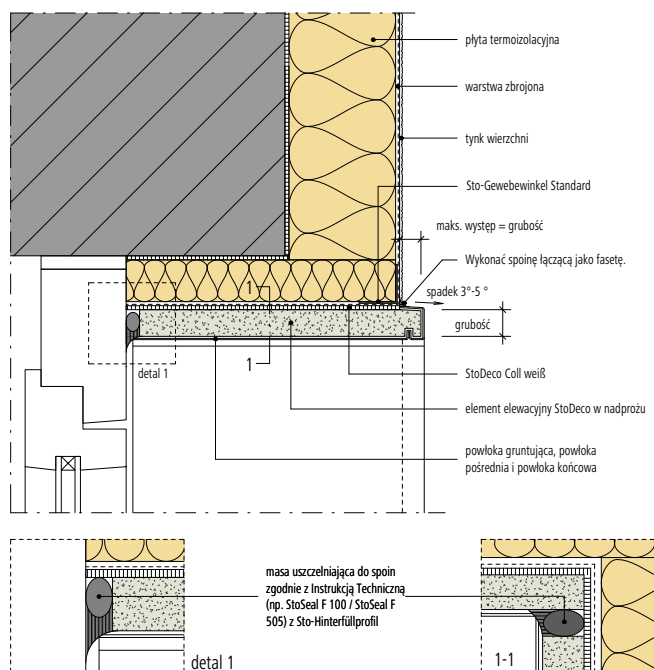 płyta termoizolacyjna
warstwa zbrojona
tynk wierzchni
Sto-Gewebewinkel Standard
maks. występ = grubość
Wykonać spoinę łączącą jako fasetę.
spadek 3°-5 °
grubość
1
1
detal 1
StoDeco Coll weiß
element elewacyjny StoDeco w nadprożu
powłoka gruntująca, powłoka
pośrednia i powłoka końcowa
masa uszczelniająca do spoin
zgodnie z Instrukcją Techniczną
(np. StoSeal F 100 / StoSeal F
505) z Sto-Hinterfüllprofil
detal 1
1-1